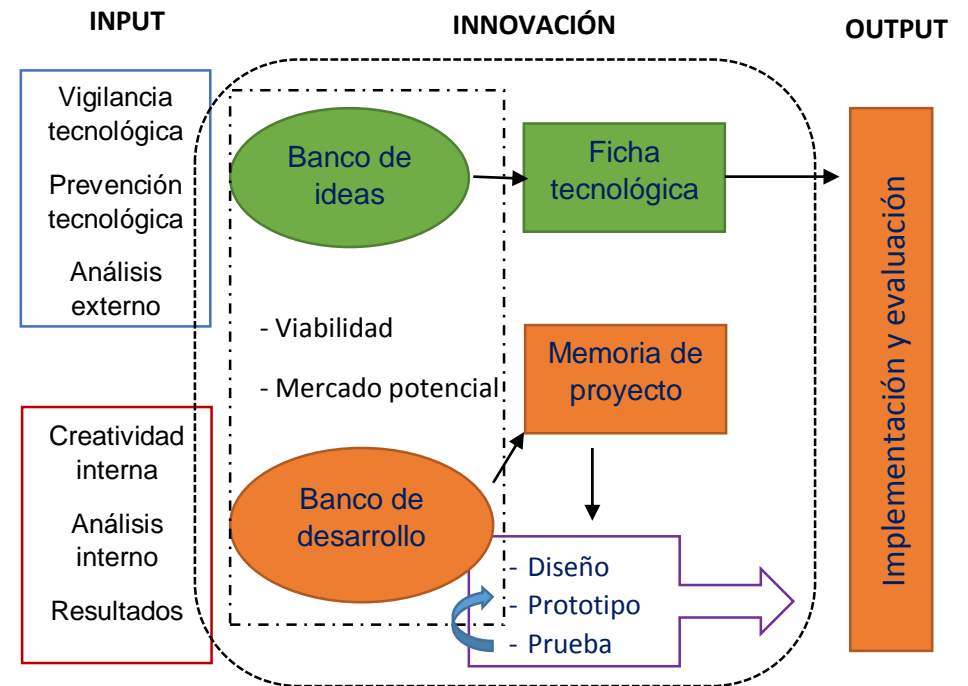 INPUT
INNOVACIÓN
OUTPUT
Vigilancia
tecnológica
Prevención
tecnológica
Análisis
externo
Creatividad
interna
Análisis
interno
Resultados
Banco de
ideas
- Viabilidad
- Mercado potencial
Banco de
desarrollo
Ficha
tecnológica
Memoria de
proyecto
- Diseño
- Prototipo
- Prueba
Implementación y evaluación